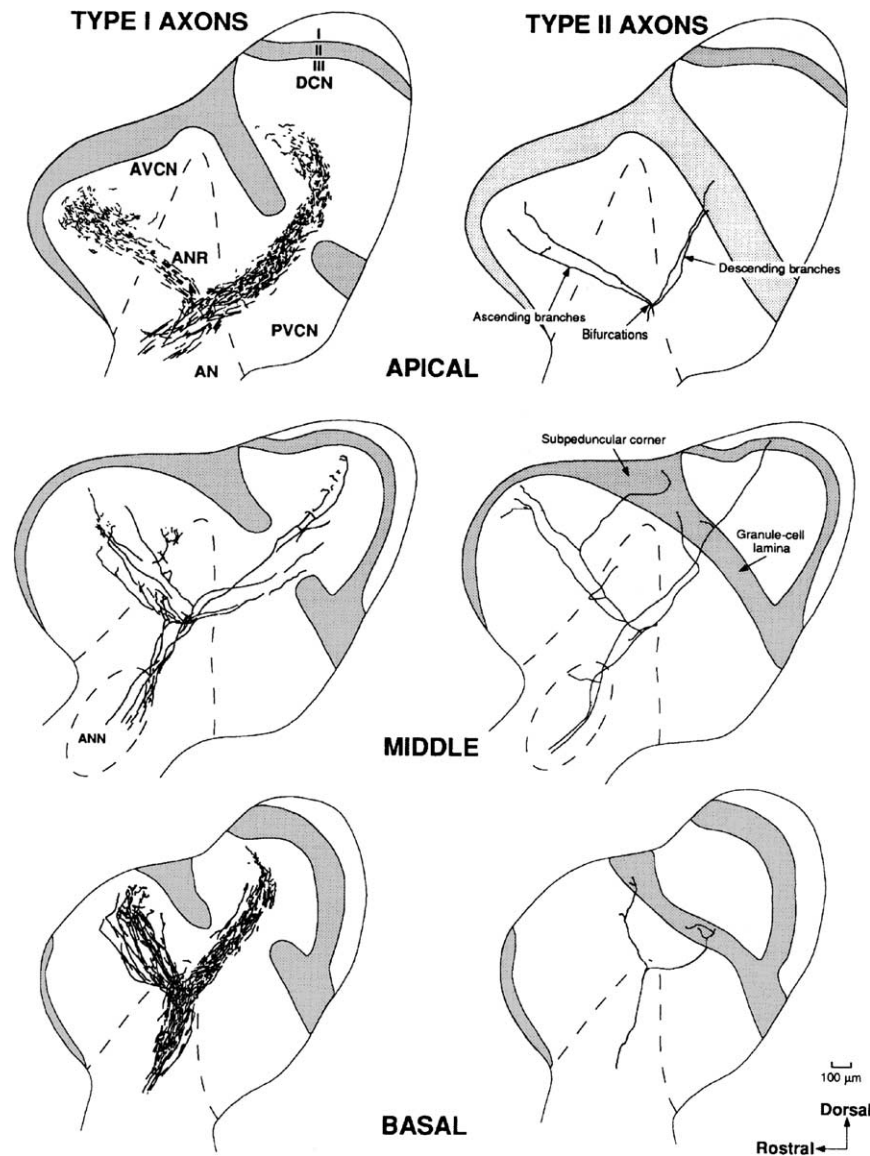 TYPE I AXONS
TYPE II AXONS
I
II
III
DCN
AVCN
ANR
PVCN
AN
Descending branches
Ascending branches
Bifurcations
APICAL
Subpeduncular corner
Granule-cell
lamina
ANN
MIDDLE
100 µm
Dorsal
Rostral
BASAL